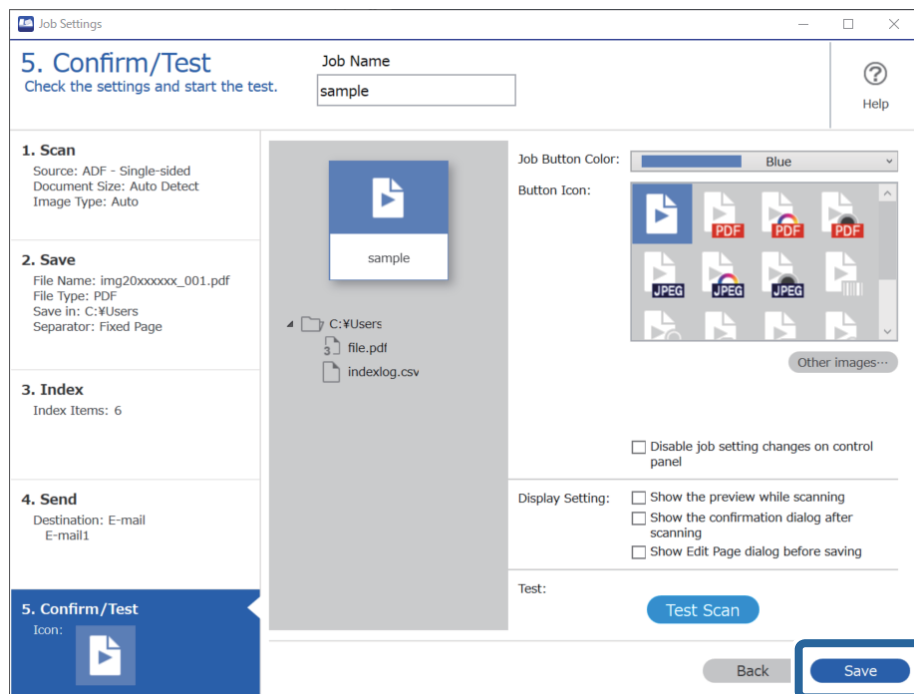 Job Settings
5. Confirm/Test
Check the settings and start the test.
Job Name
sample
Help
1. Scan
Source: ADF - Single-sided
Document Size: Auto Detect
Image Type: Auto
2. Save
File Name: img20xxxxxx_001.pdf
File Type: PDF
Save in: C:¥Users
Separator: Fixed Page
3. Index
Index Items: 6
4. Send
Destination: E-mail
E-mail1
5. Confirm/Test
Icon:
sample
C:¥Users
3
file.pdf
indexlog.csv
Job Button Color:
Blue
Button Icon:
PDF
PDF
PDF
JPEG
JPEG
JPEG
Other images···
Disable job setting changes on control
panel
Display Setting:
Show the preview while scanning
Show the confirmation dialog after
scanning
Show Edit Page dialog before saving
Test:
Test Scan
Back
Save